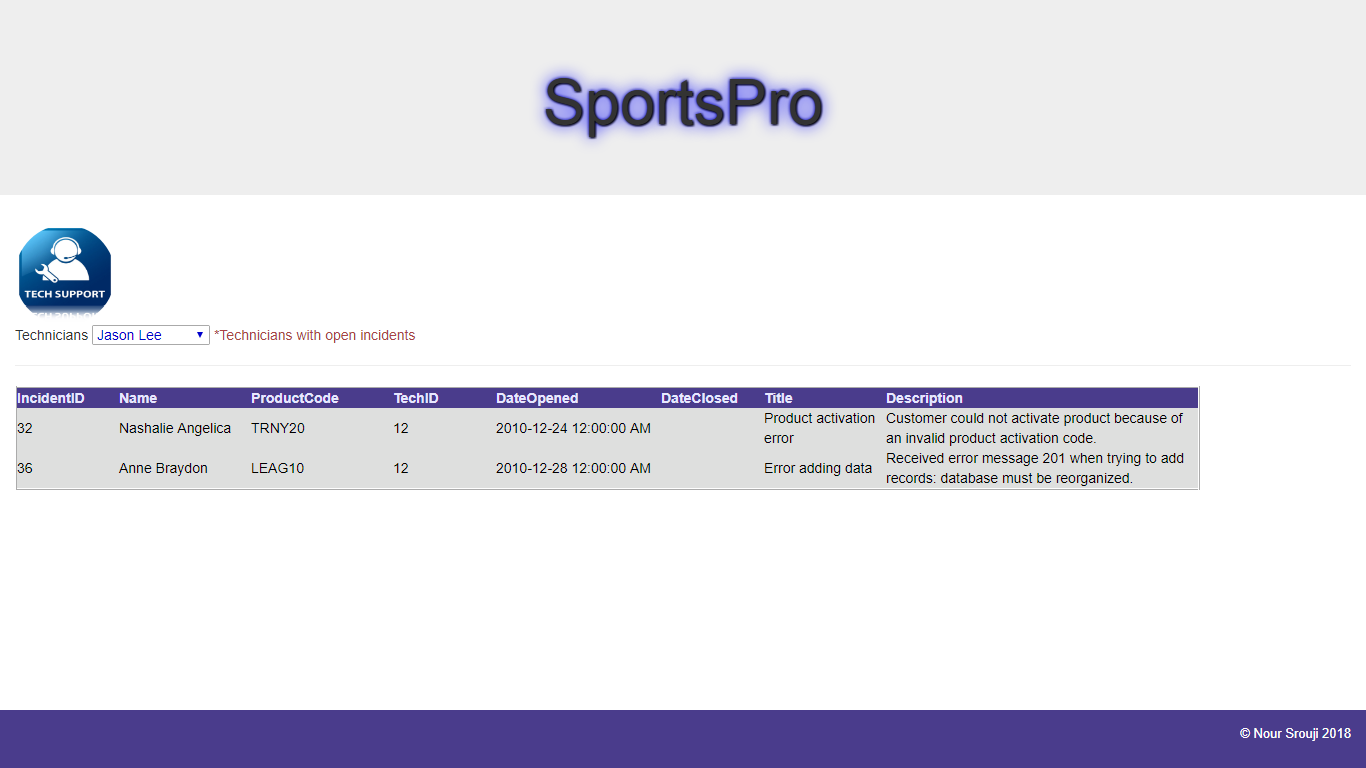 SportsPro
TECH SUPPORT
Technicians Jason Lee *Technicians with open incidents
IncidentID Name ProductCode TechID DateOpened DateClosed Title Description
32 Nashalie Angelica TRNY20 12 2010-12-24 12:00:00 AM Product activation error Customer could not activate product because of
an invalid product activation code.
36 Anne Braydon LEAG10 12 2010-12-28 12:00:00 AM Error adding data Received error message 201 when trying to add
records: database must be reorganized.
© Nour Srouji 2018